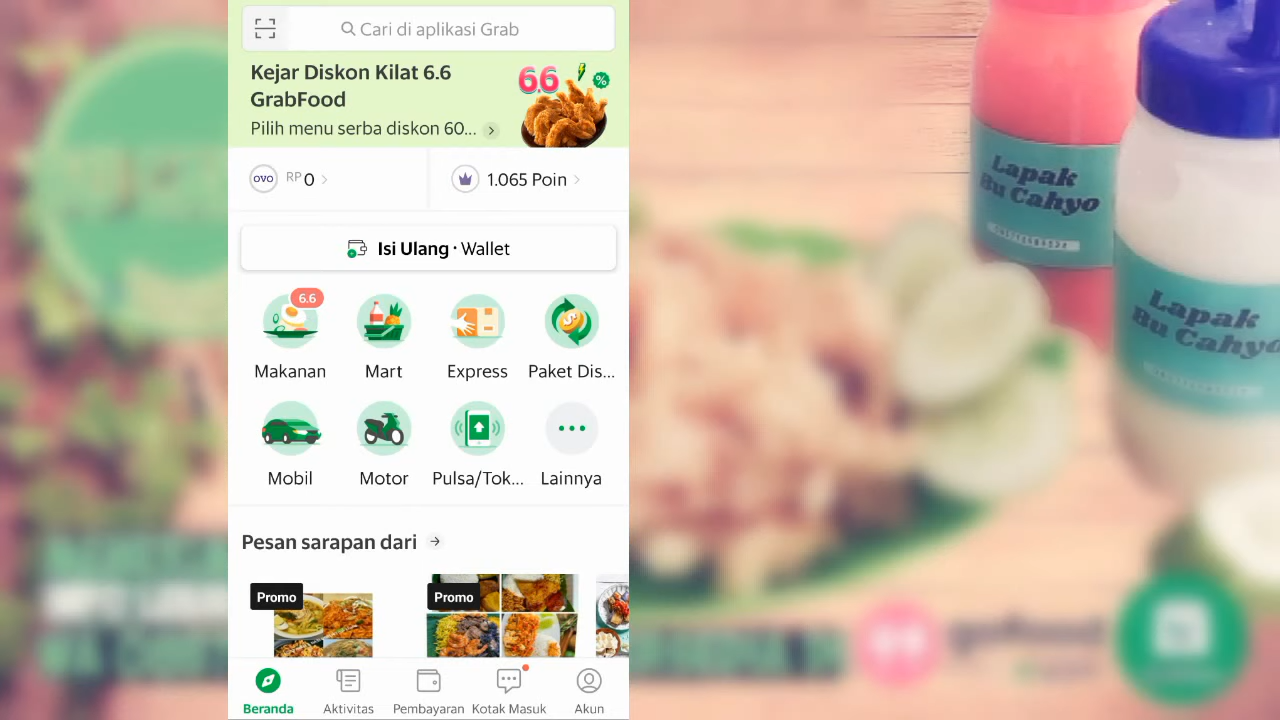 Cari di aplikasi Grab
Kejar Diskon Kilat 6.6
GrabFood
Pilih menu serba diskon 60...
6.6
%
OVO
RP 0
1.065 Poin
Isi Ulang · Wallet
6.6
Makanan
Mart
Express
Paket Dis...
Mobil
Motor
Pulsa/Tok...
Lainnya
Pesan sarapan dari
Promo
Promo
Beranda
Aktivitas
Pembayaran
Kotak Masuk
Akun
Lapak
Bu Cahyo
Lapak
Bu Cahyo